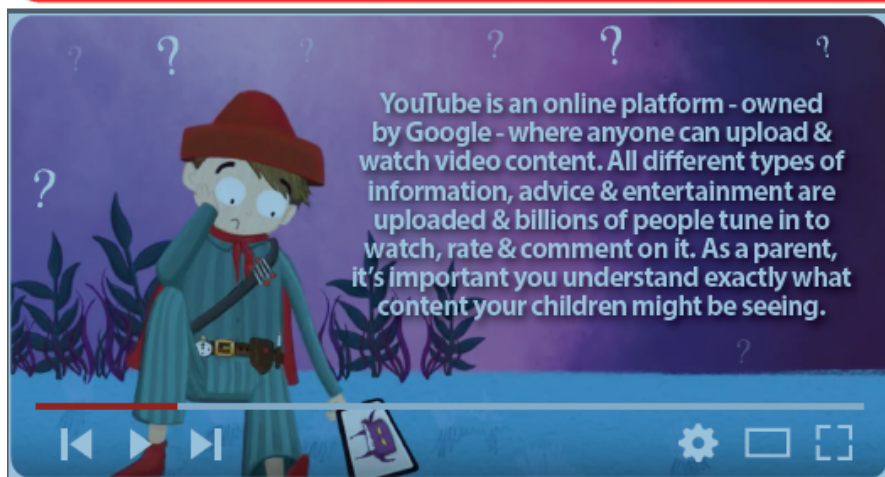 YouTube is an online platform - owned
by Google - where anyone can upload &
watch video content. All different types of
information, advice & entertainment are
uploaded & billions of people tune in to
watch, rate & comment on it. As a parent,
it's important you understand exactly what
content your children might be seeing.